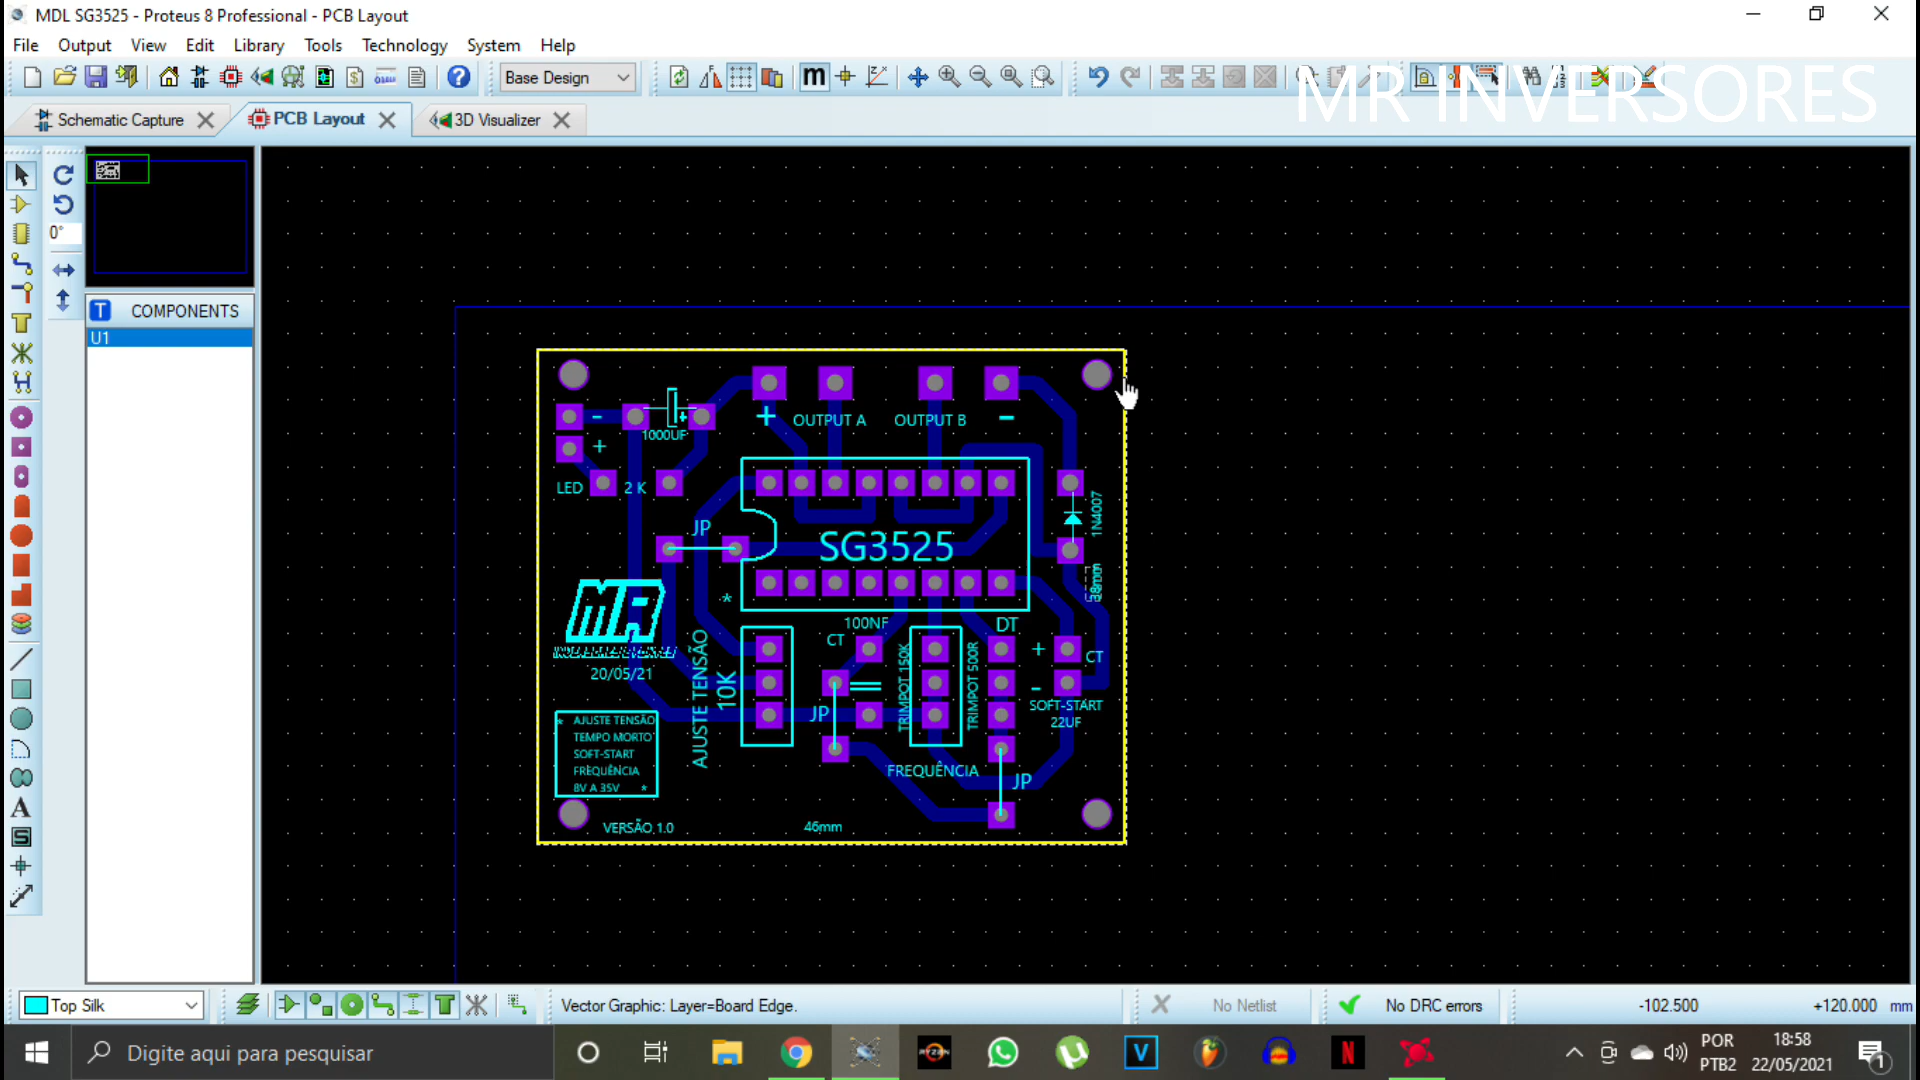 MDL SG3525 - Proteus 8 Professional - PCB Layout
File Output View Edit Library Tools Technology System Help
Base Design
MR INVERSORES
Schematic Capture
PCB Layout
3D Visualizer
0°
T COMPONENTS
U1
+ OUTPUT A OUTPUT B -
-
1000UF
+
LED 2 K
1N4007
JP
SG3525
38mm
MR
*
100NF
DT
CT
+ CT
20/05/21
AJUSTE TENSÃO
10K
TRIMPOT 150K
TRIMPOT 500R
-
SOFT-START
22UF
JP
* AJUSTE TENSÃO
TEMPO MORTO
SOFT-START
FREQUÊNCIA
8V A 35V *
FREQUÊNCIA
JP
VERSÃO 1.0
46mm
Top Silk
Vector Graphic: Layer=Board Edge.
No Netlist
No DRC errors
-102.500 +120.000 mm
Digite aqui para pesquisar
RYZEN
V
N
POR
PTB2
18:58
22/05/2021
1